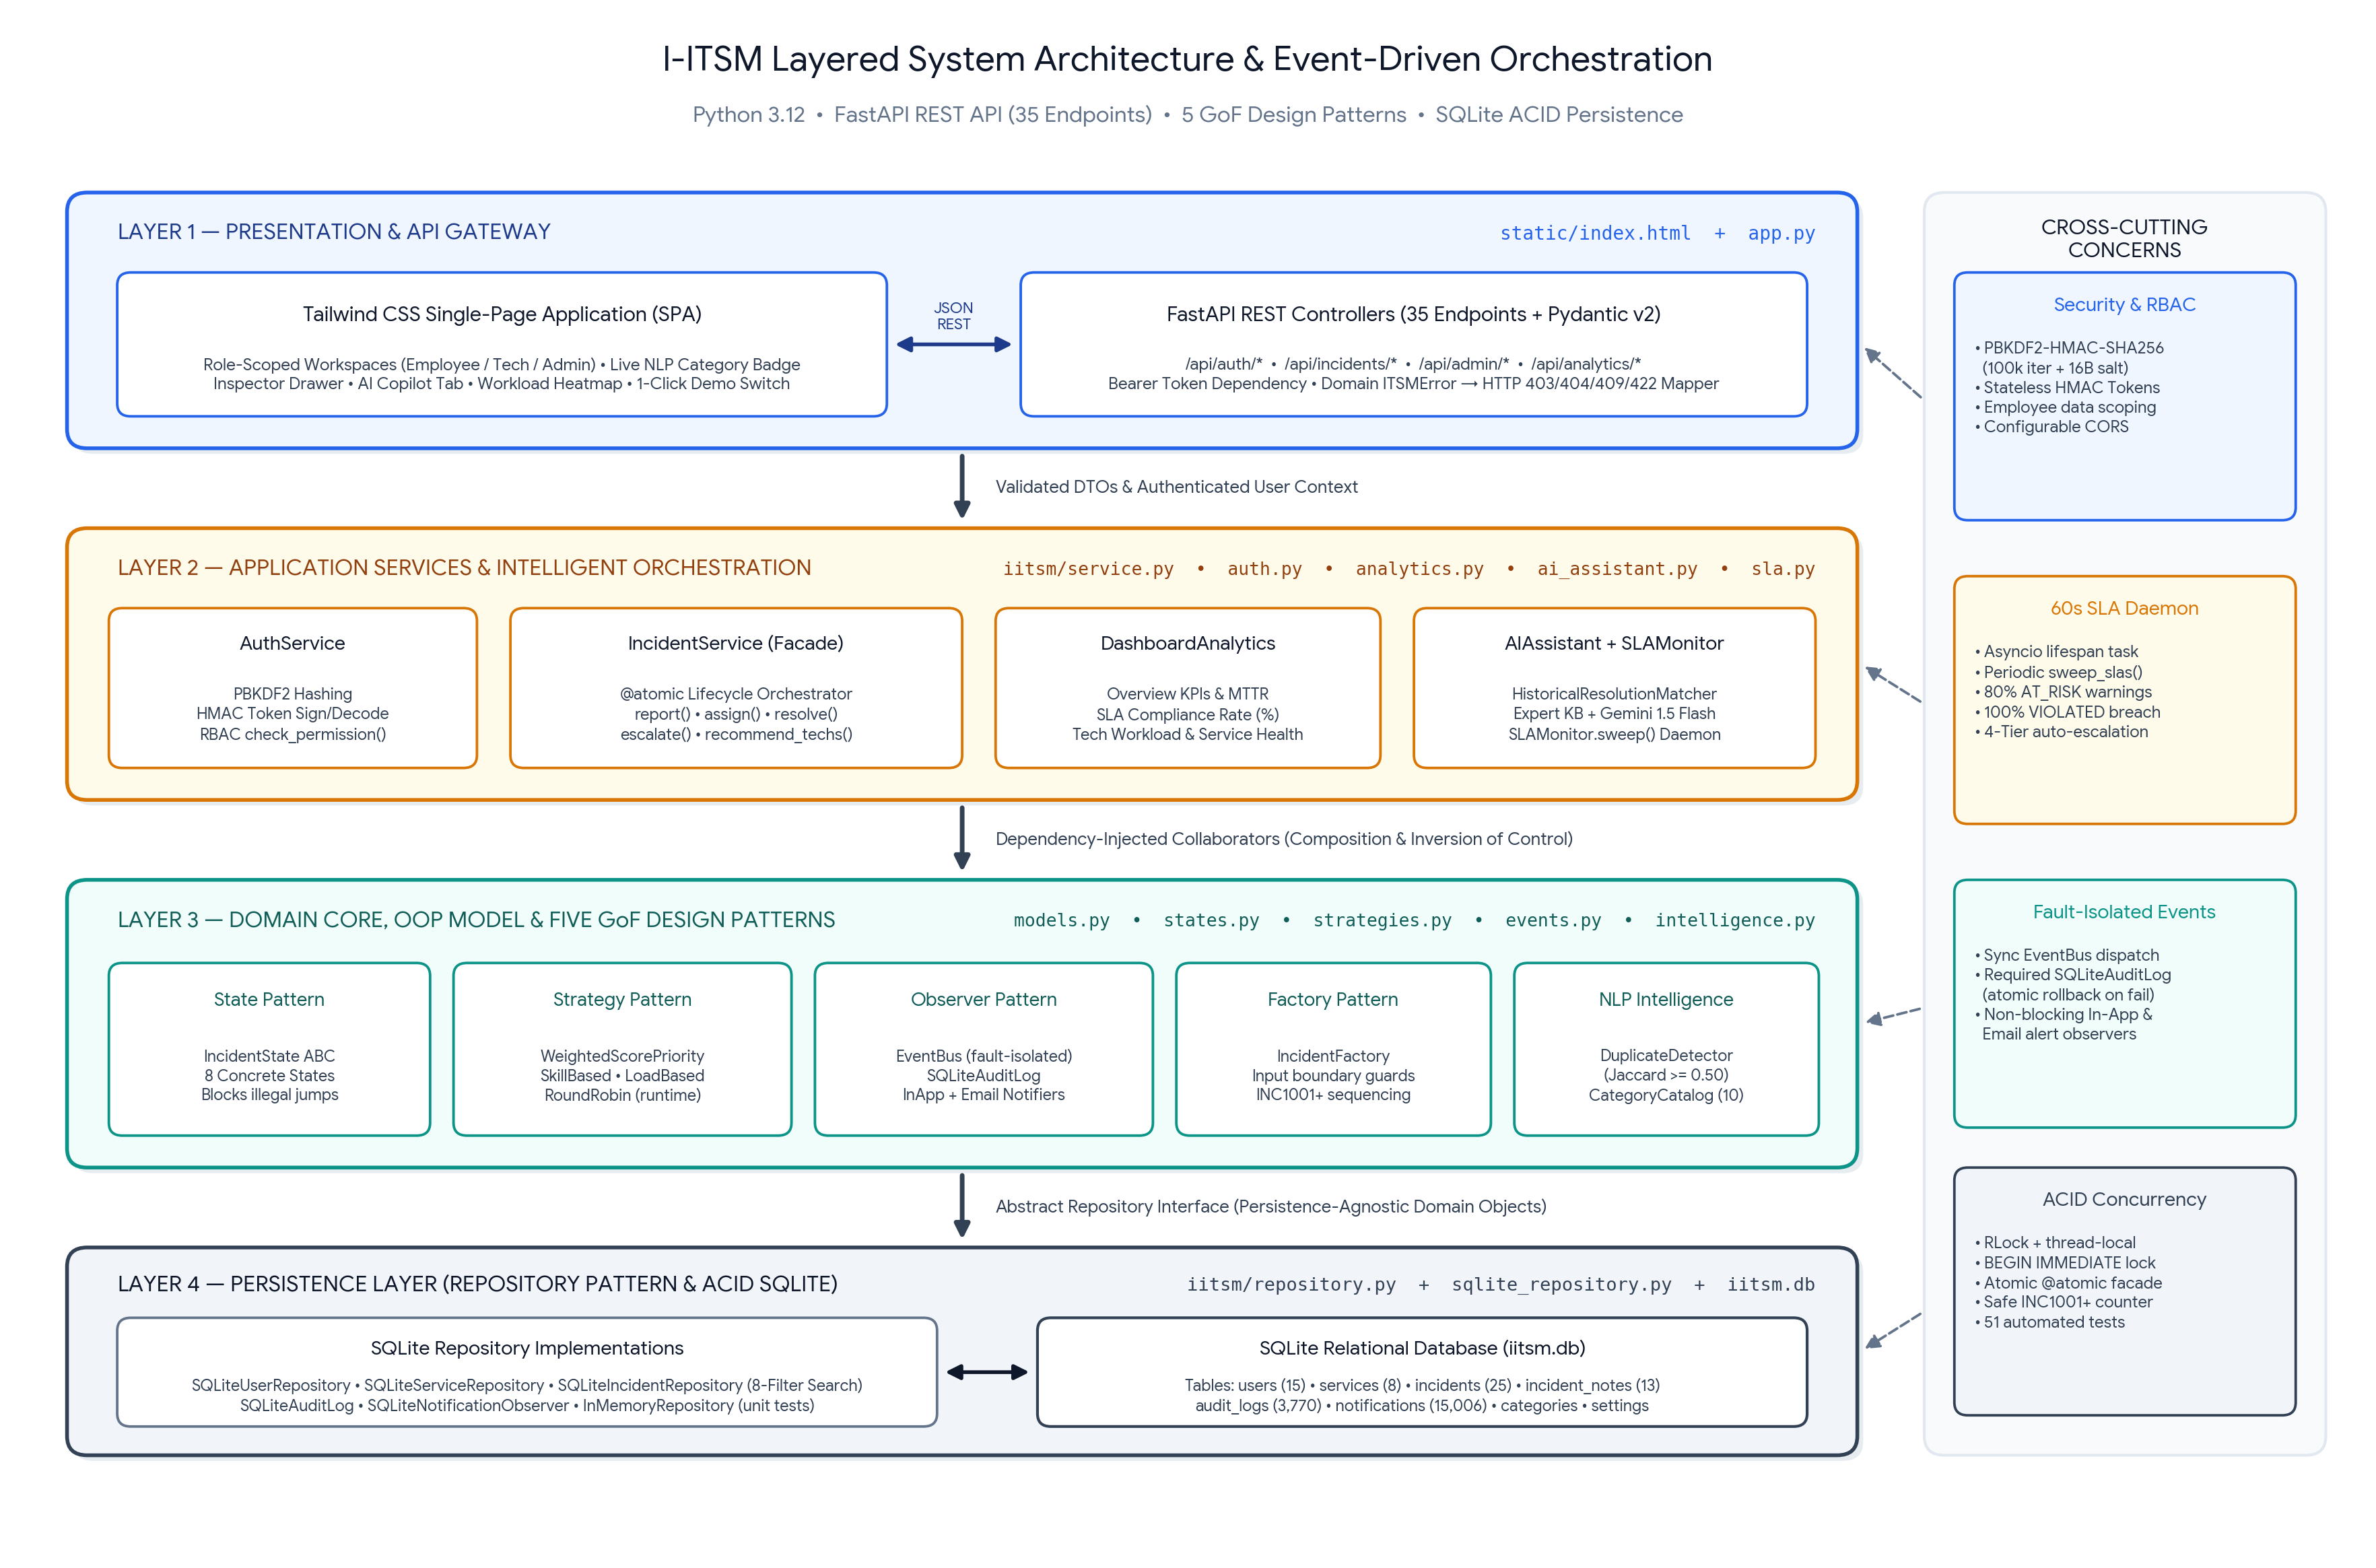 I-ITSM Layered System Architecture & Event-Driven Orchestration
Python 3.12 • FastAPI REST API (35 Endpoints) • 5 GoF Design Patterns • SQLite ACID Persistence
LAYER 1 — PRESENTATION & API GATEWAY
static/index.html + app.py
Tailwind CSS Single-Page Application (SPA)
Role-Scoped Workspaces (Employee / Tech / Admin) • Live NLP Category Badge
Inspector Drawer • AI Copilot Tab • Workload Heatmap • 1-Click Demo Switch
JSON
REST
FastAPI REST Controllers (35 Endpoints + Pydantic v2)
/api/auth/* • /api/incidents/* • /api/admin/* • /api/analytics/*
Bearer Token Dependency • Domain ITSMError → HTTP 403/404/409/422 Mapper
Validated DTOs & Authenticated User Context
LAYER 2 — APPLICATION SERVICES & INTELLIGENT ORCHESTRATION
iitsm/service.py • auth.py • analytics.py • ai_assistant.py • sla.py
AuthService
PBKDF2 Hashing
HMAC Token Sign/Decode
RBAC check_permission()
IncidentService (Facade)
@atomic Lifecycle Orchestrator
report() • assign() • resolve()
escalate() • recommend_techs()
DashboardAnalytics
Overview KPIs & MTTR
SLA Compliance Rate (%)
Tech Workload & Service Health
AIAssistant + SLAMonitor
HistoricalResolutionMatcher
Expert KB + Gemini 1.5 Flash
SLAMonitor.sweep() Daemon
Dependency-Injected Collaborators (Composition & Inversion of Control)
LAYER 3 — DOMAIN CORE, OOP MODEL & FIVE GoF DESIGN PATTERNS
models.py • states.py • strategies.py • events.py • intelligence.py
State Pattern
IncidentState ABC
8 Concrete States
Blocks illegal jumps
Strategy Pattern
WeightedScorePriority
SkillBased • LoadBased
RoundRobin (runtime)
Observer Pattern
EventBus (fault-isolated)
SQLiteAuditLog
InApp + Email Notifiers
Factory Pattern
IncidentFactory
Input boundary guards
INC1001+ sequencing
NLP Intelligence
DuplicateDetector
(Jaccard >= 0.50)
CategoryCatalog (10)
Abstract Repository Interface (Persistence-Agnostic Domain Objects)
LAYER 4 — PERSISTENCE LAYER (REPOSITORY PATTERN & ACID SQLITE)
iitsm/repository.py + sqlite_repository.py + iitsm.db
SQLite Repository Implementations
SQLiteUserRepository • SQLiteServiceRepository • SQLiteIncidentRepository (8-Filter Search)
SQLiteAuditLog • SQLiteNotificationObserver • InMemoryRepository (unit tests)
SQLite Relational Database (iitsm.db)
Tables: users (15) • services (8) • incidents (25) • incident_notes (13)
audit_logs (3,770) • notifications (15,006) • categories • settings
CROSS-CUTTING
CONCERNS
Security & RBAC
• PBKDF2-HMAC-SHA256
(100k iter + 16B salt)
• Stateless HMAC Tokens
• Employee data scoping
• Configurable CORS
60s SLA Daemon
• Asyncio lifespan task
• Periodic sweep_slas()
• 80% AT_RISK warnings
• 100% VIOLATED breach
• 4-Tier auto-escalation
Fault-Isolated Events
• Sync EventBus dispatch
• Required SQLiteAuditLog
(atomic rollback on fail)
• Non-blocking In-App &
Email alert observers
ACID Concurrency
• RLock + thread-local
• BEGIN IMMEDIATE lock
• Atomic @atomic facade
• Safe INC1001+ counter
• 51 automated tests